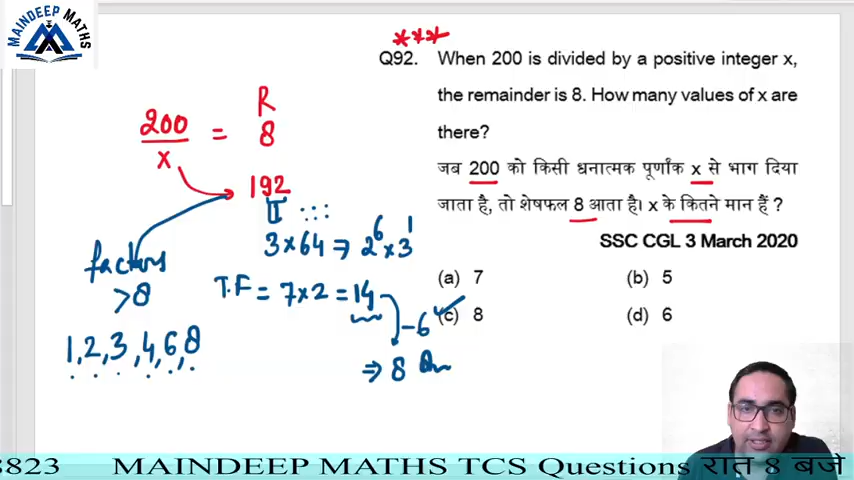 MAINDEEP MATHS
***
Q92. When 200 is divided by a positive integer x,
the remainder is 8. How many values of x are
there?
जब 200 को किसी धनात्मक पूर्णांक x से भाग दिया
जाता है, तो शेषफल 8 आता है। x के कितने मान हैं ?
SSC CGL 3 March 2020
(a) 7 (b) 5
(c) 8 (d) 6
R
200/x = 8
192
3×64 ⇒ 2^6 × 3^1
factors
>8
T.F = 7×2 = 14
-6
1,2,3,4,6,8
⇒ 8
3823 MAINDEEP MATHS TCS Questions रात 8 बजे